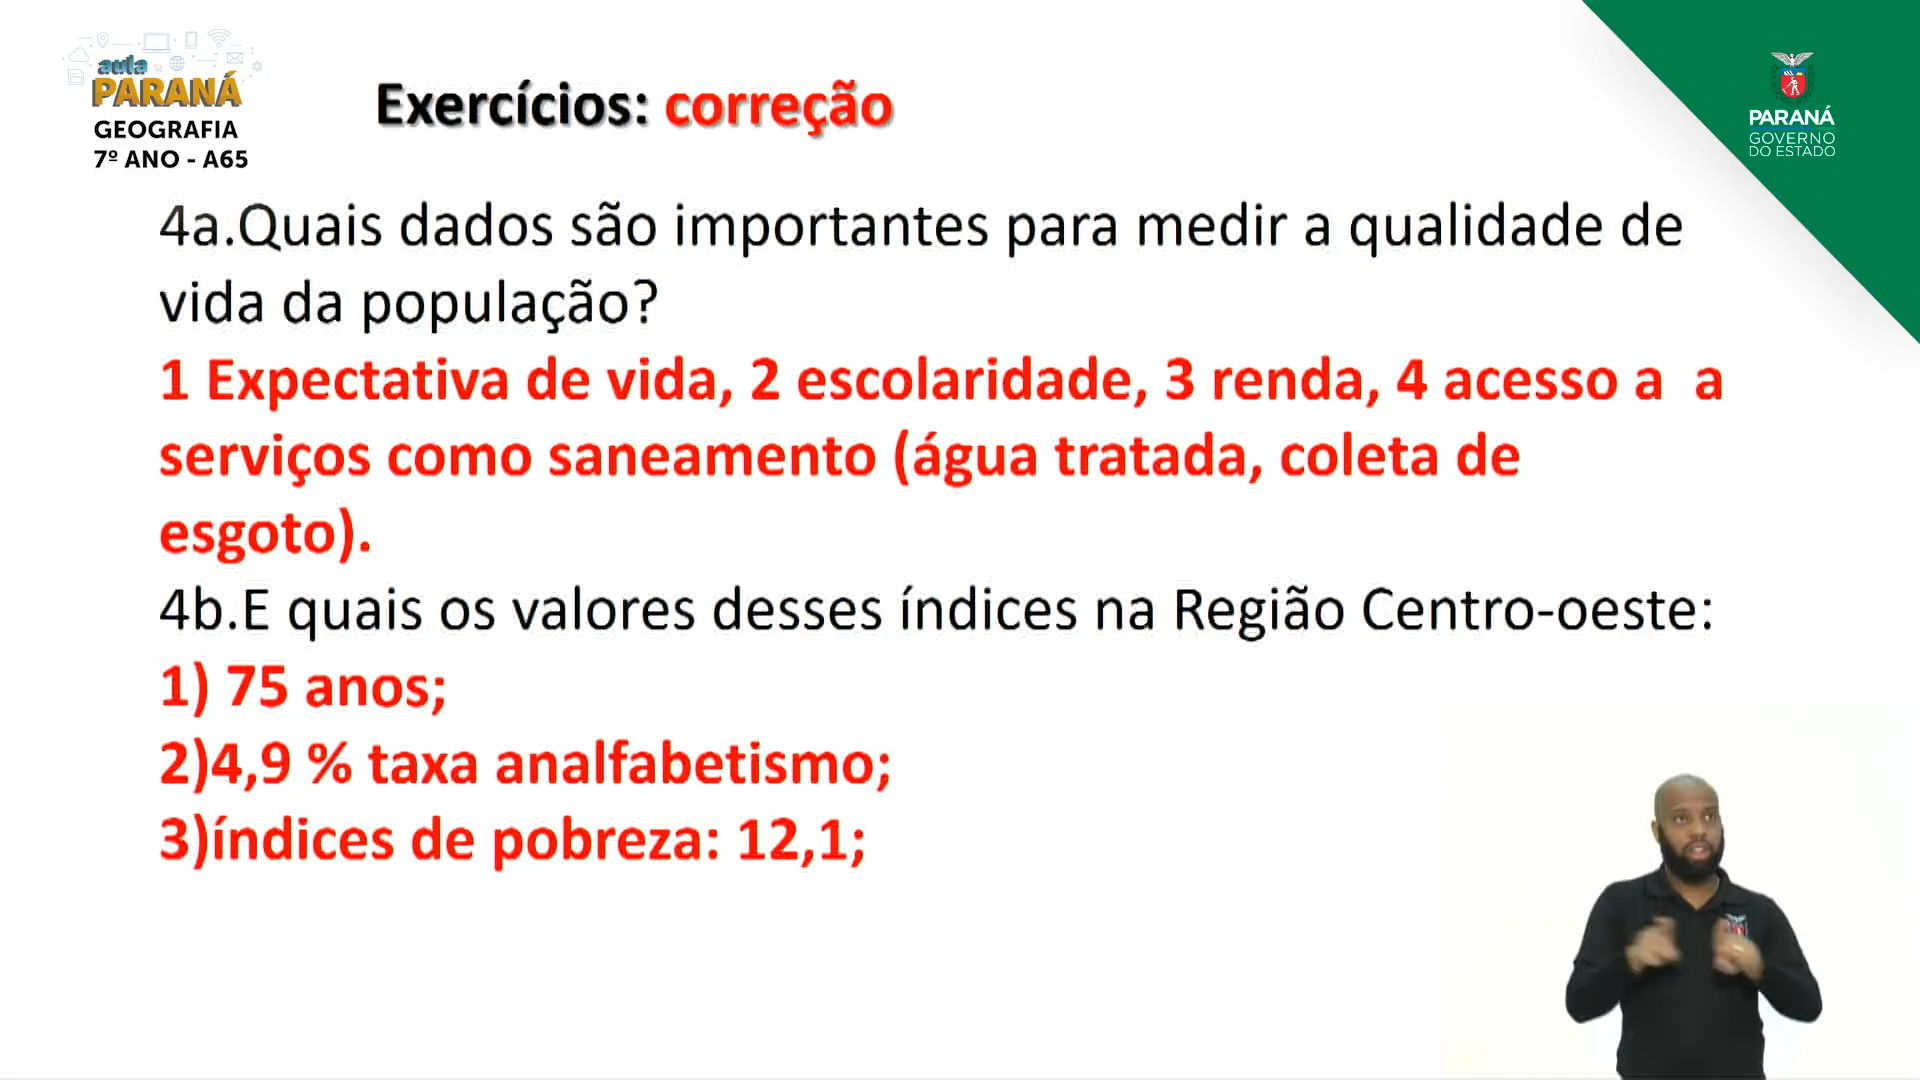 aula
PARANÁ
GEOGRAFIA
7º ANO - A65
Exercícios: correção
PARANÁ
GOVERNO
DO ESTADO
4a.Quais dados são importantes para medir a qualidade de
vida da população?
1 Expectativa de vida, 2 escolaridade, 3 renda, 4 acesso a  a
serviços como saneamento (água tratada, coleta de
esgoto).
4b.E quais os valores desses índices na Região Centro-oeste:
1) 75 anos;
2)4,9 % taxa analfabetismo;
3)índices de pobreza: 12,1;